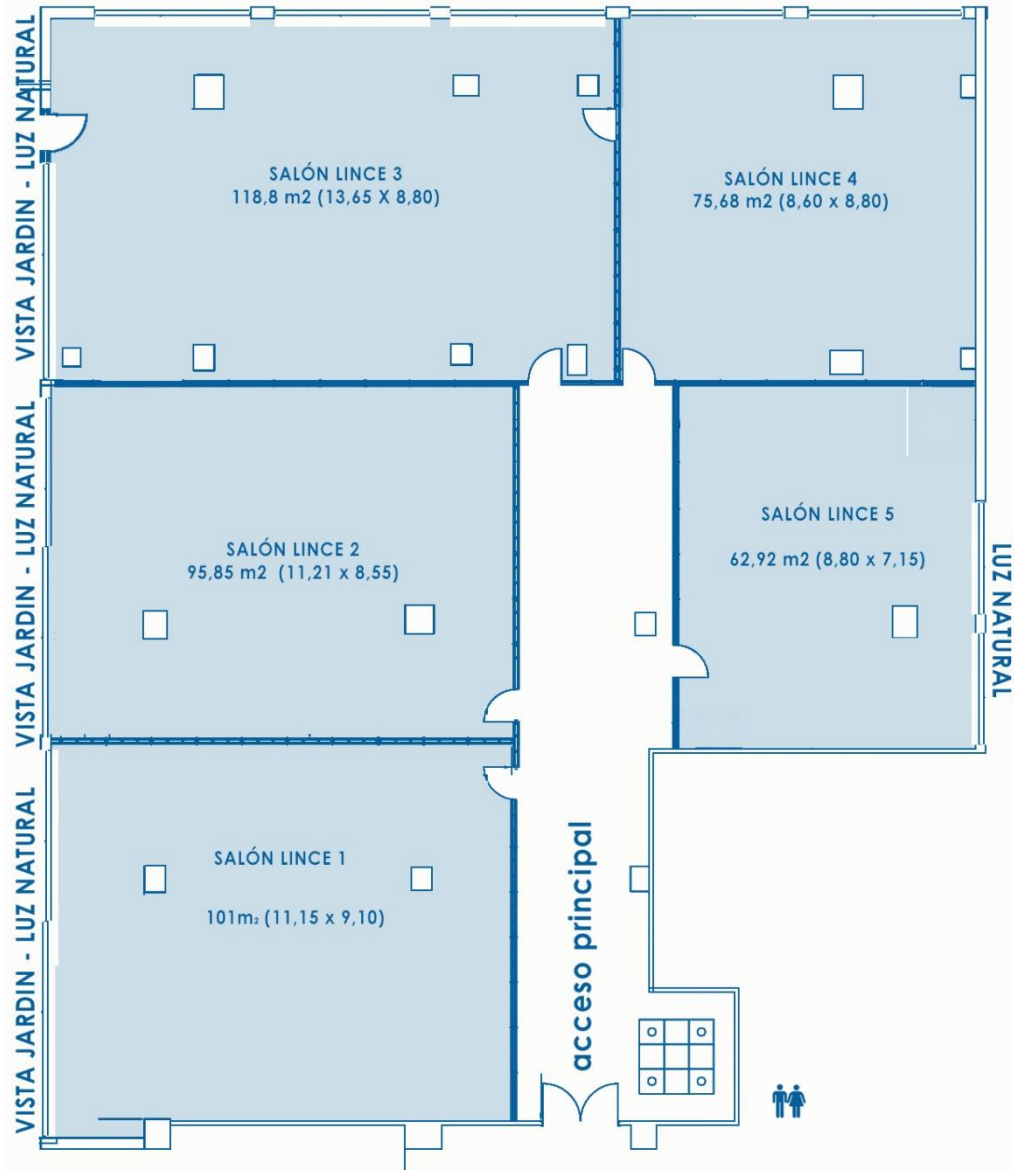 VISTA JARDIN - LUZ NATURAL
SALÓN LINCE 3
118,8 m2 (13,65 X 8,80)
SALÓN LINCE 4
75,68 m2 (8,60 x 8,80)
VISTA JARDIN - LUZ NATURAL
SALÓN LINCE 2
95,85 m2 (11,21 x 8,55)
SALÓN LINCE 5
62,92 m2 (8,80 x 7,15)
LUZ NATURAL
VISTA JARDIN - LUZ NATURAL
SALÓN LINCE 1
101m₂ (11,15 x 9,10)
acceso principal